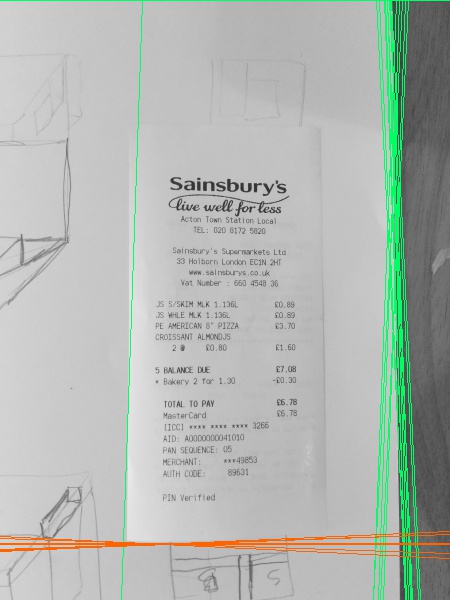 Sainsbury's
live well for less
Acton Town Station Local
TEL: 020 8172 5820
Sainsbury's Supermarkets Ltd
33 Holborn London EC1N 2HT
www.sainsburys.co.uk
Vat Number : 660 4548 36
JS S/SKIM MLK 1.136L £0.89
JS WHLE MLK 1.136L £0.89
PE AMERICAN 8" PIZZA £3.70
CROISSANT ALMONDJS
2 @ £0.80 £1.60
5 BALANCE DUE £7.08
* Bakery 2 for 1.30 -£0.30
TOTAL TO PAY £6.78
MasterCard £6.78
[ICC] **** **** **** 3266
AID: A0000000041010
PAN SEQUENCE: 05
MERCHANT: ***49853
AUTH CODE: 89631
PIN Verified
S